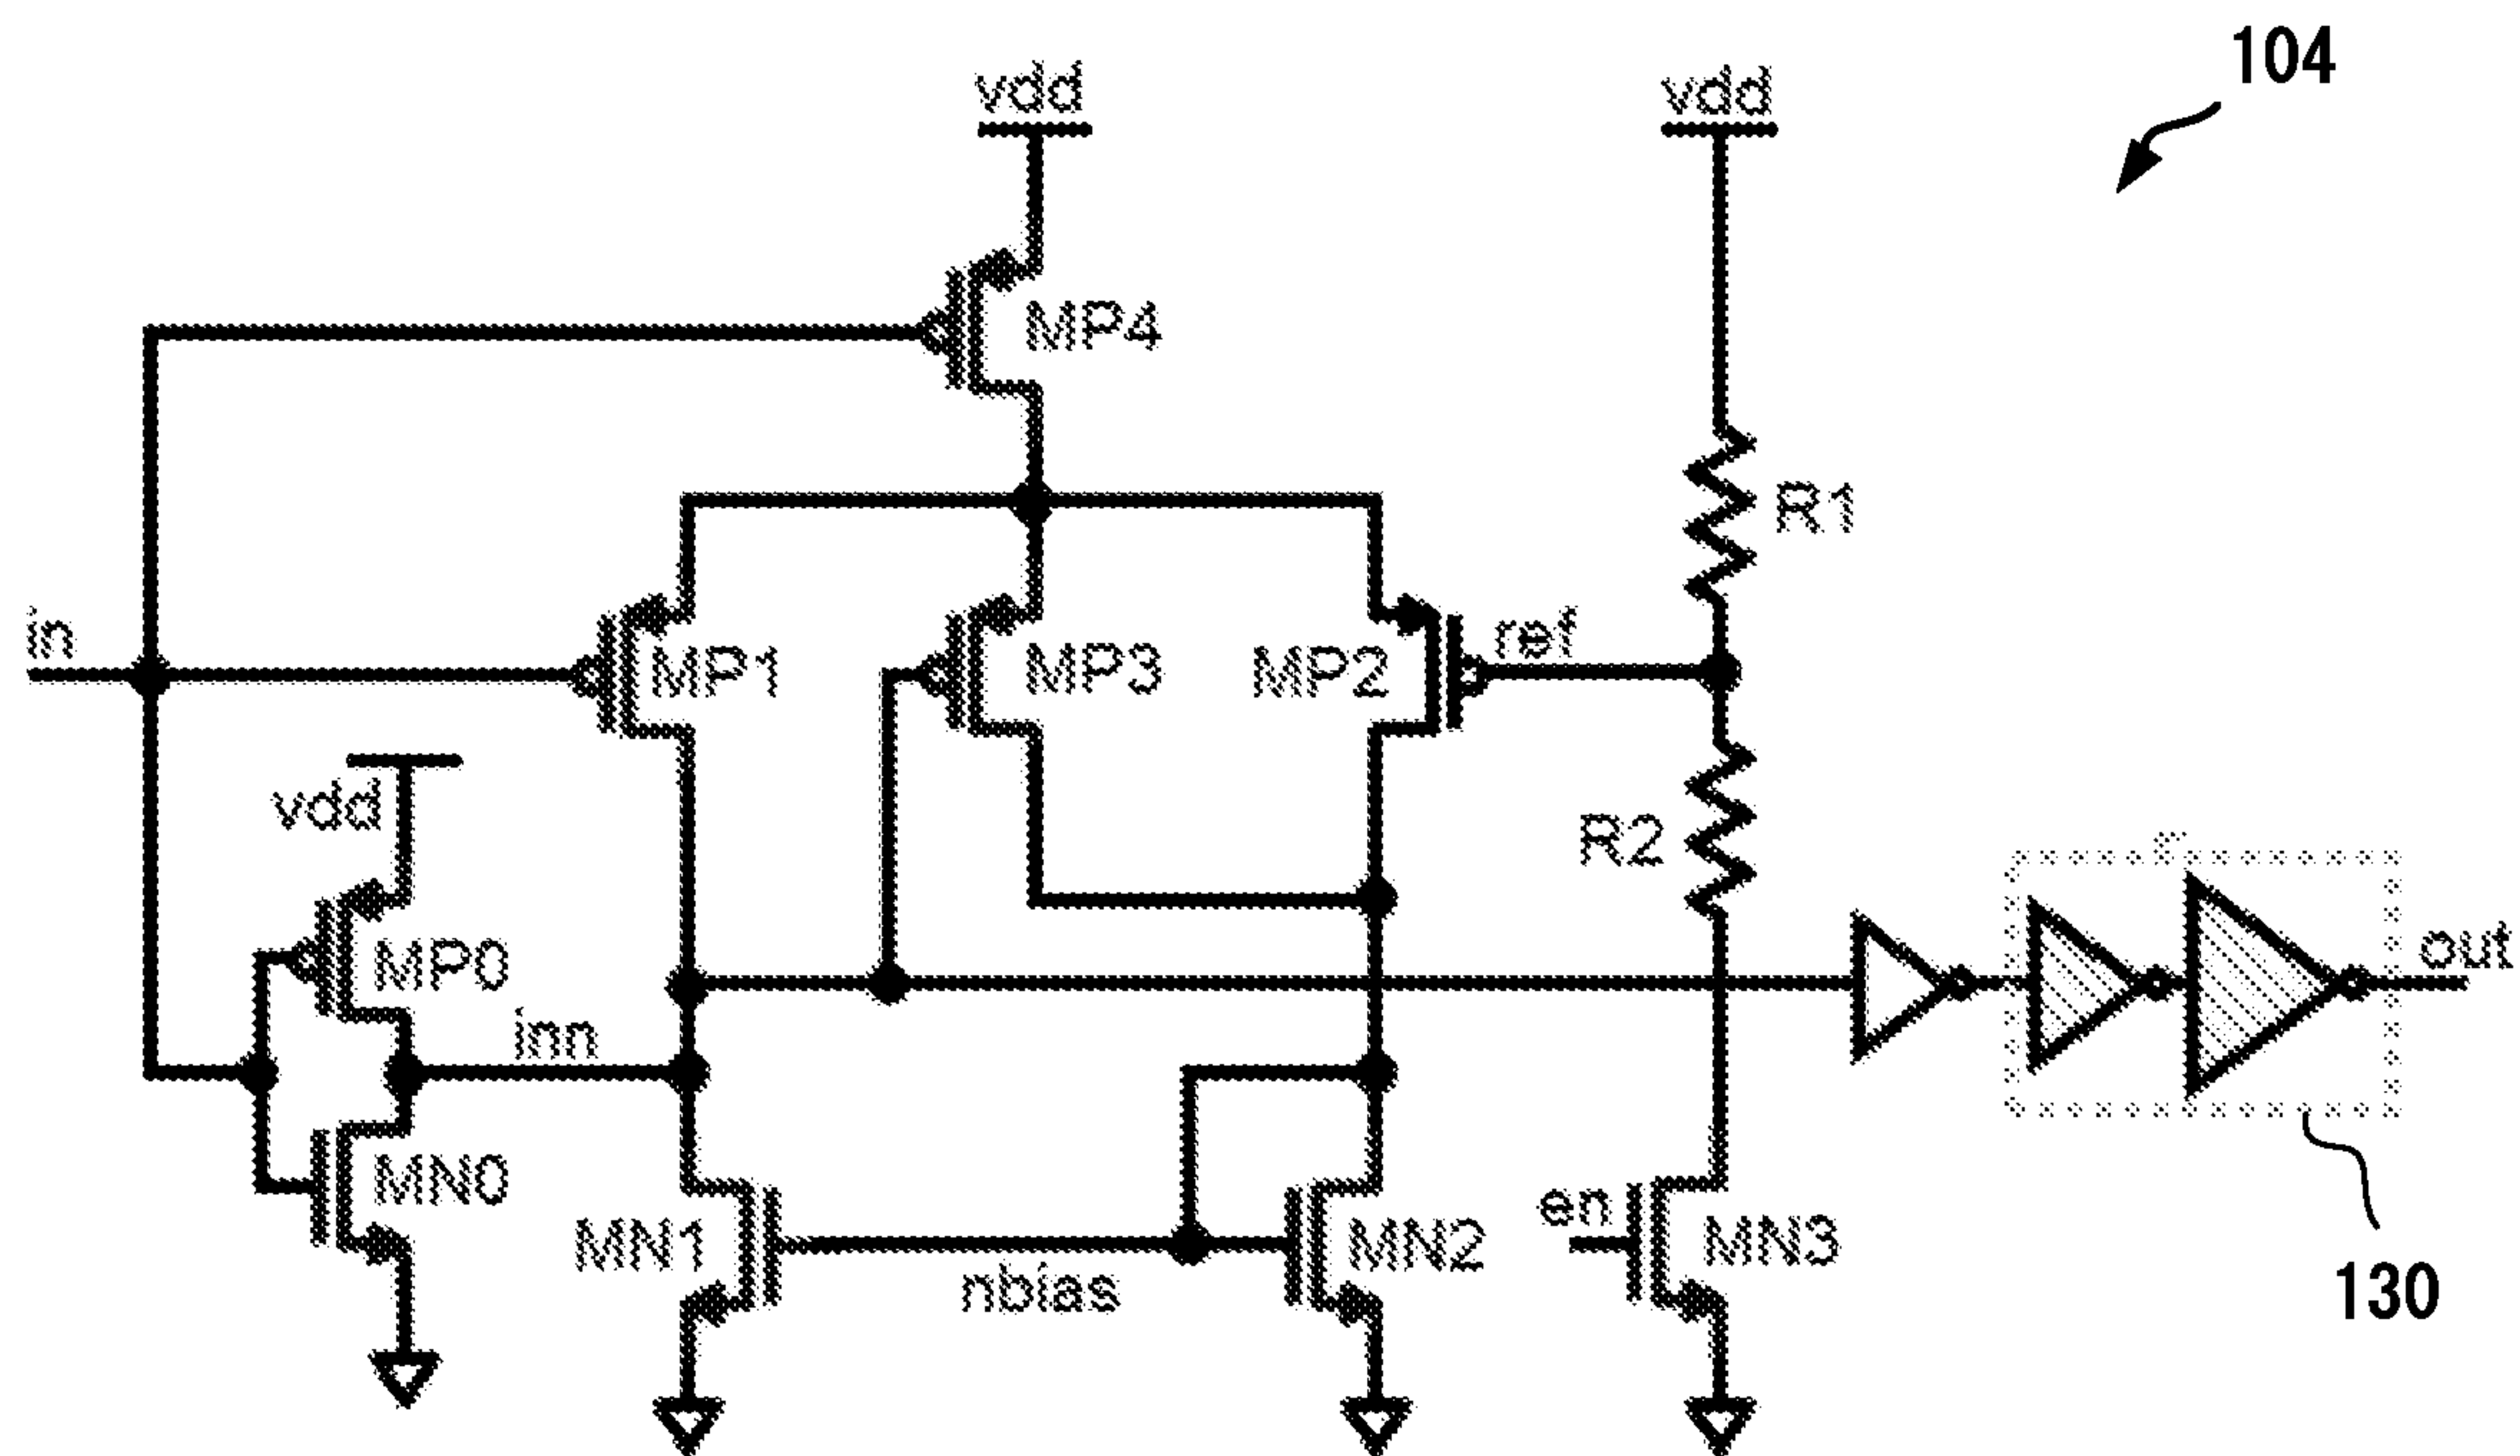 104
vdd
vdd
MP4
R1
in
MP1
MP3
MP2
ref
vdd
R2
MP0
inn
out
MN0
MN1
nbias
MN2
en
MN3
130